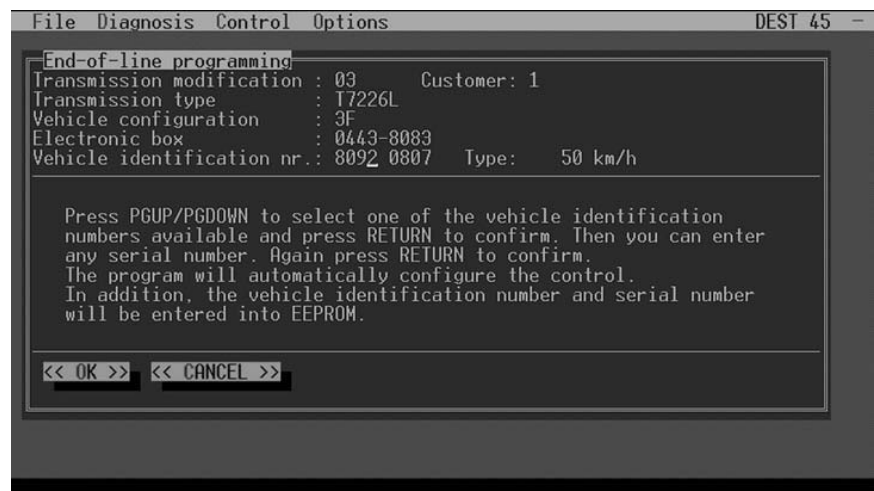 File Diagnosis Control Options DEST 45 -
End-of-line programming
Transmission modification : 03 Customer: 1
Transmission type : T7226L
Vehicle configuration : 3F
Electronic box : 0443-8083
Vehicle identification nr.: 8092 0807 Type: 50 km/h
Press PGUP/PGDOWN to select one of the vehicle identification
numbers available and press RETURN to confirm. Then you can enter
any serial number. Again press RETURN to confirm.
The program will automatically configure the control.
In addition, the vehicle identification number and serial number
will be entered into EEPROM.
<< OK >> << CANCEL >>